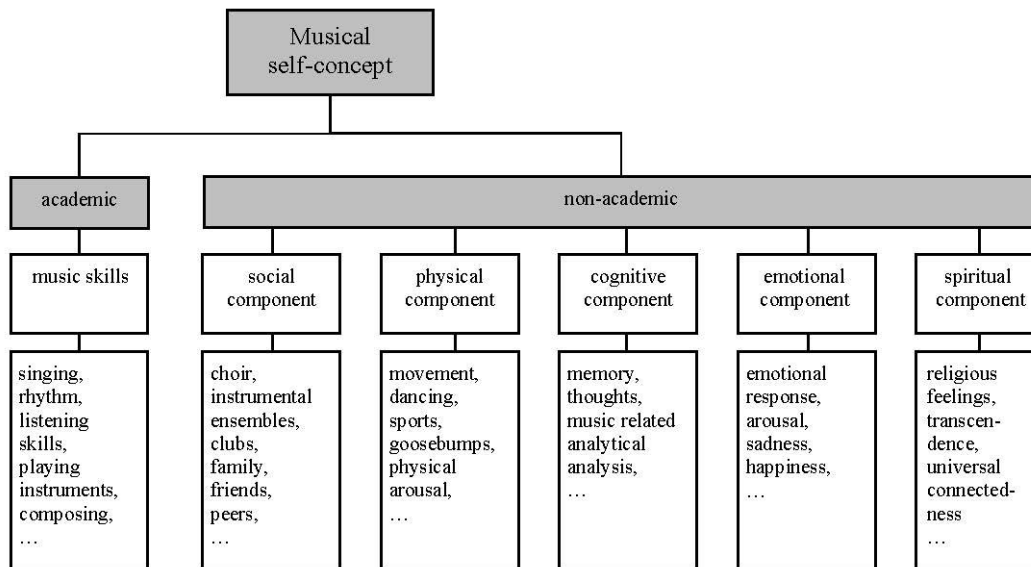 Musical
self-concept
academic
non-academic
music skills
social
component
physical
component
cognitive
component
emotional
component
spiritual
component
singing,
rhythm,
listening
skills,
playing
instruments,
composing,
…
choir,
instrumental
ensembles,
clubs,
family,
friends,
peers,
…
movement,
dancing,
sports,
goosebumps,
physical
arousal,
…
memory,
thoughts,
music related
analytical
analysis,
…
emotional
response,
arousal,
sadness,
happiness,
…
religious
feelings,
transcen-
dence,
universal
connected-
ness
…